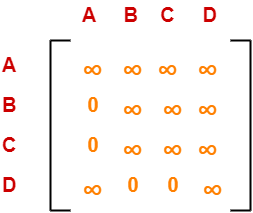 A B C D
A ∞ ∞ ∞ ∞
B 0 ∞ ∞ ∞
C 0 ∞ ∞ ∞
D ∞ 0 0 ∞